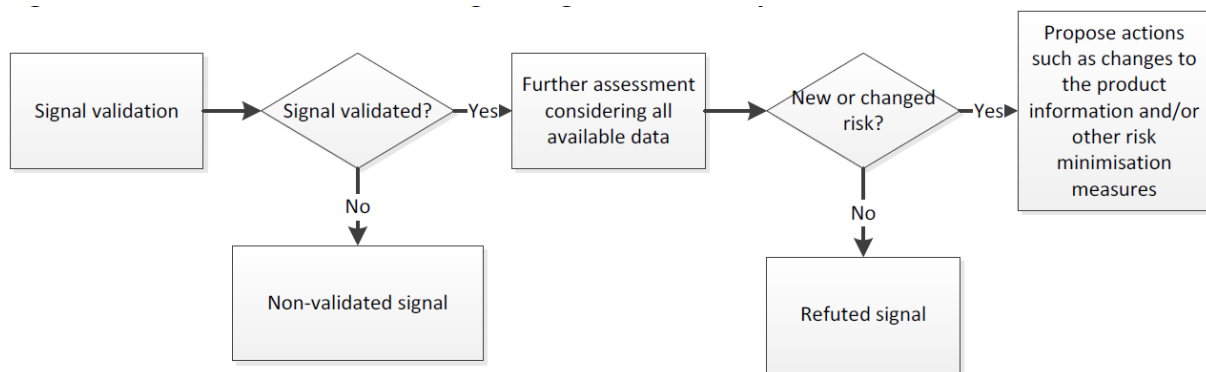 Signal validation
Signal validated?
Yes
Further assessment
considering all
available data
New or changed
risk?
Yes
Propose actions
such as changes to
the product
information and/or
other risk
minimisation
measures
No
Non-validated signal
No
Refuted signal